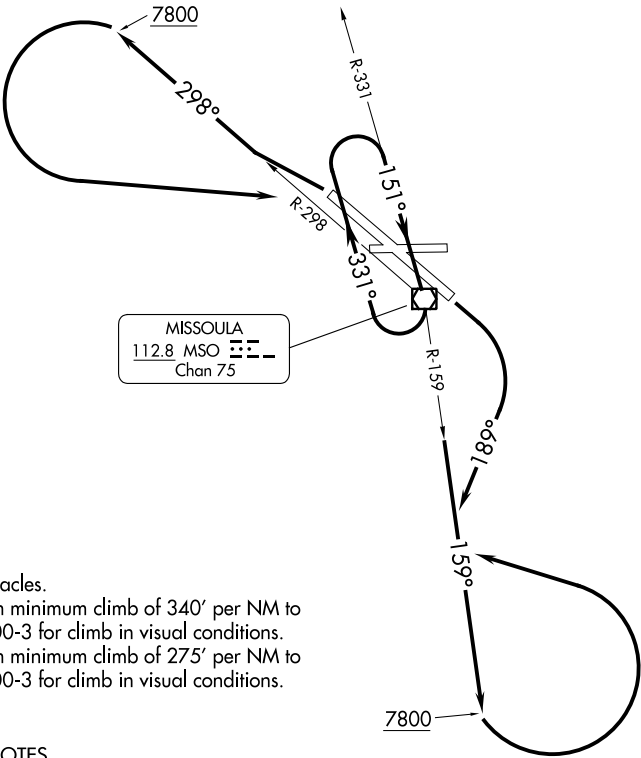 7800
R-331
298°
151°
R-298
331°
MISSOULA
112.8 MSO
Chan 75
R-159
189°
159°
acles.
minimum climb of 340' per NM to
00-3 for climb in visual conditions.
minimum climb of 275' per NM to
00-3 for climb in visual conditions.
7800